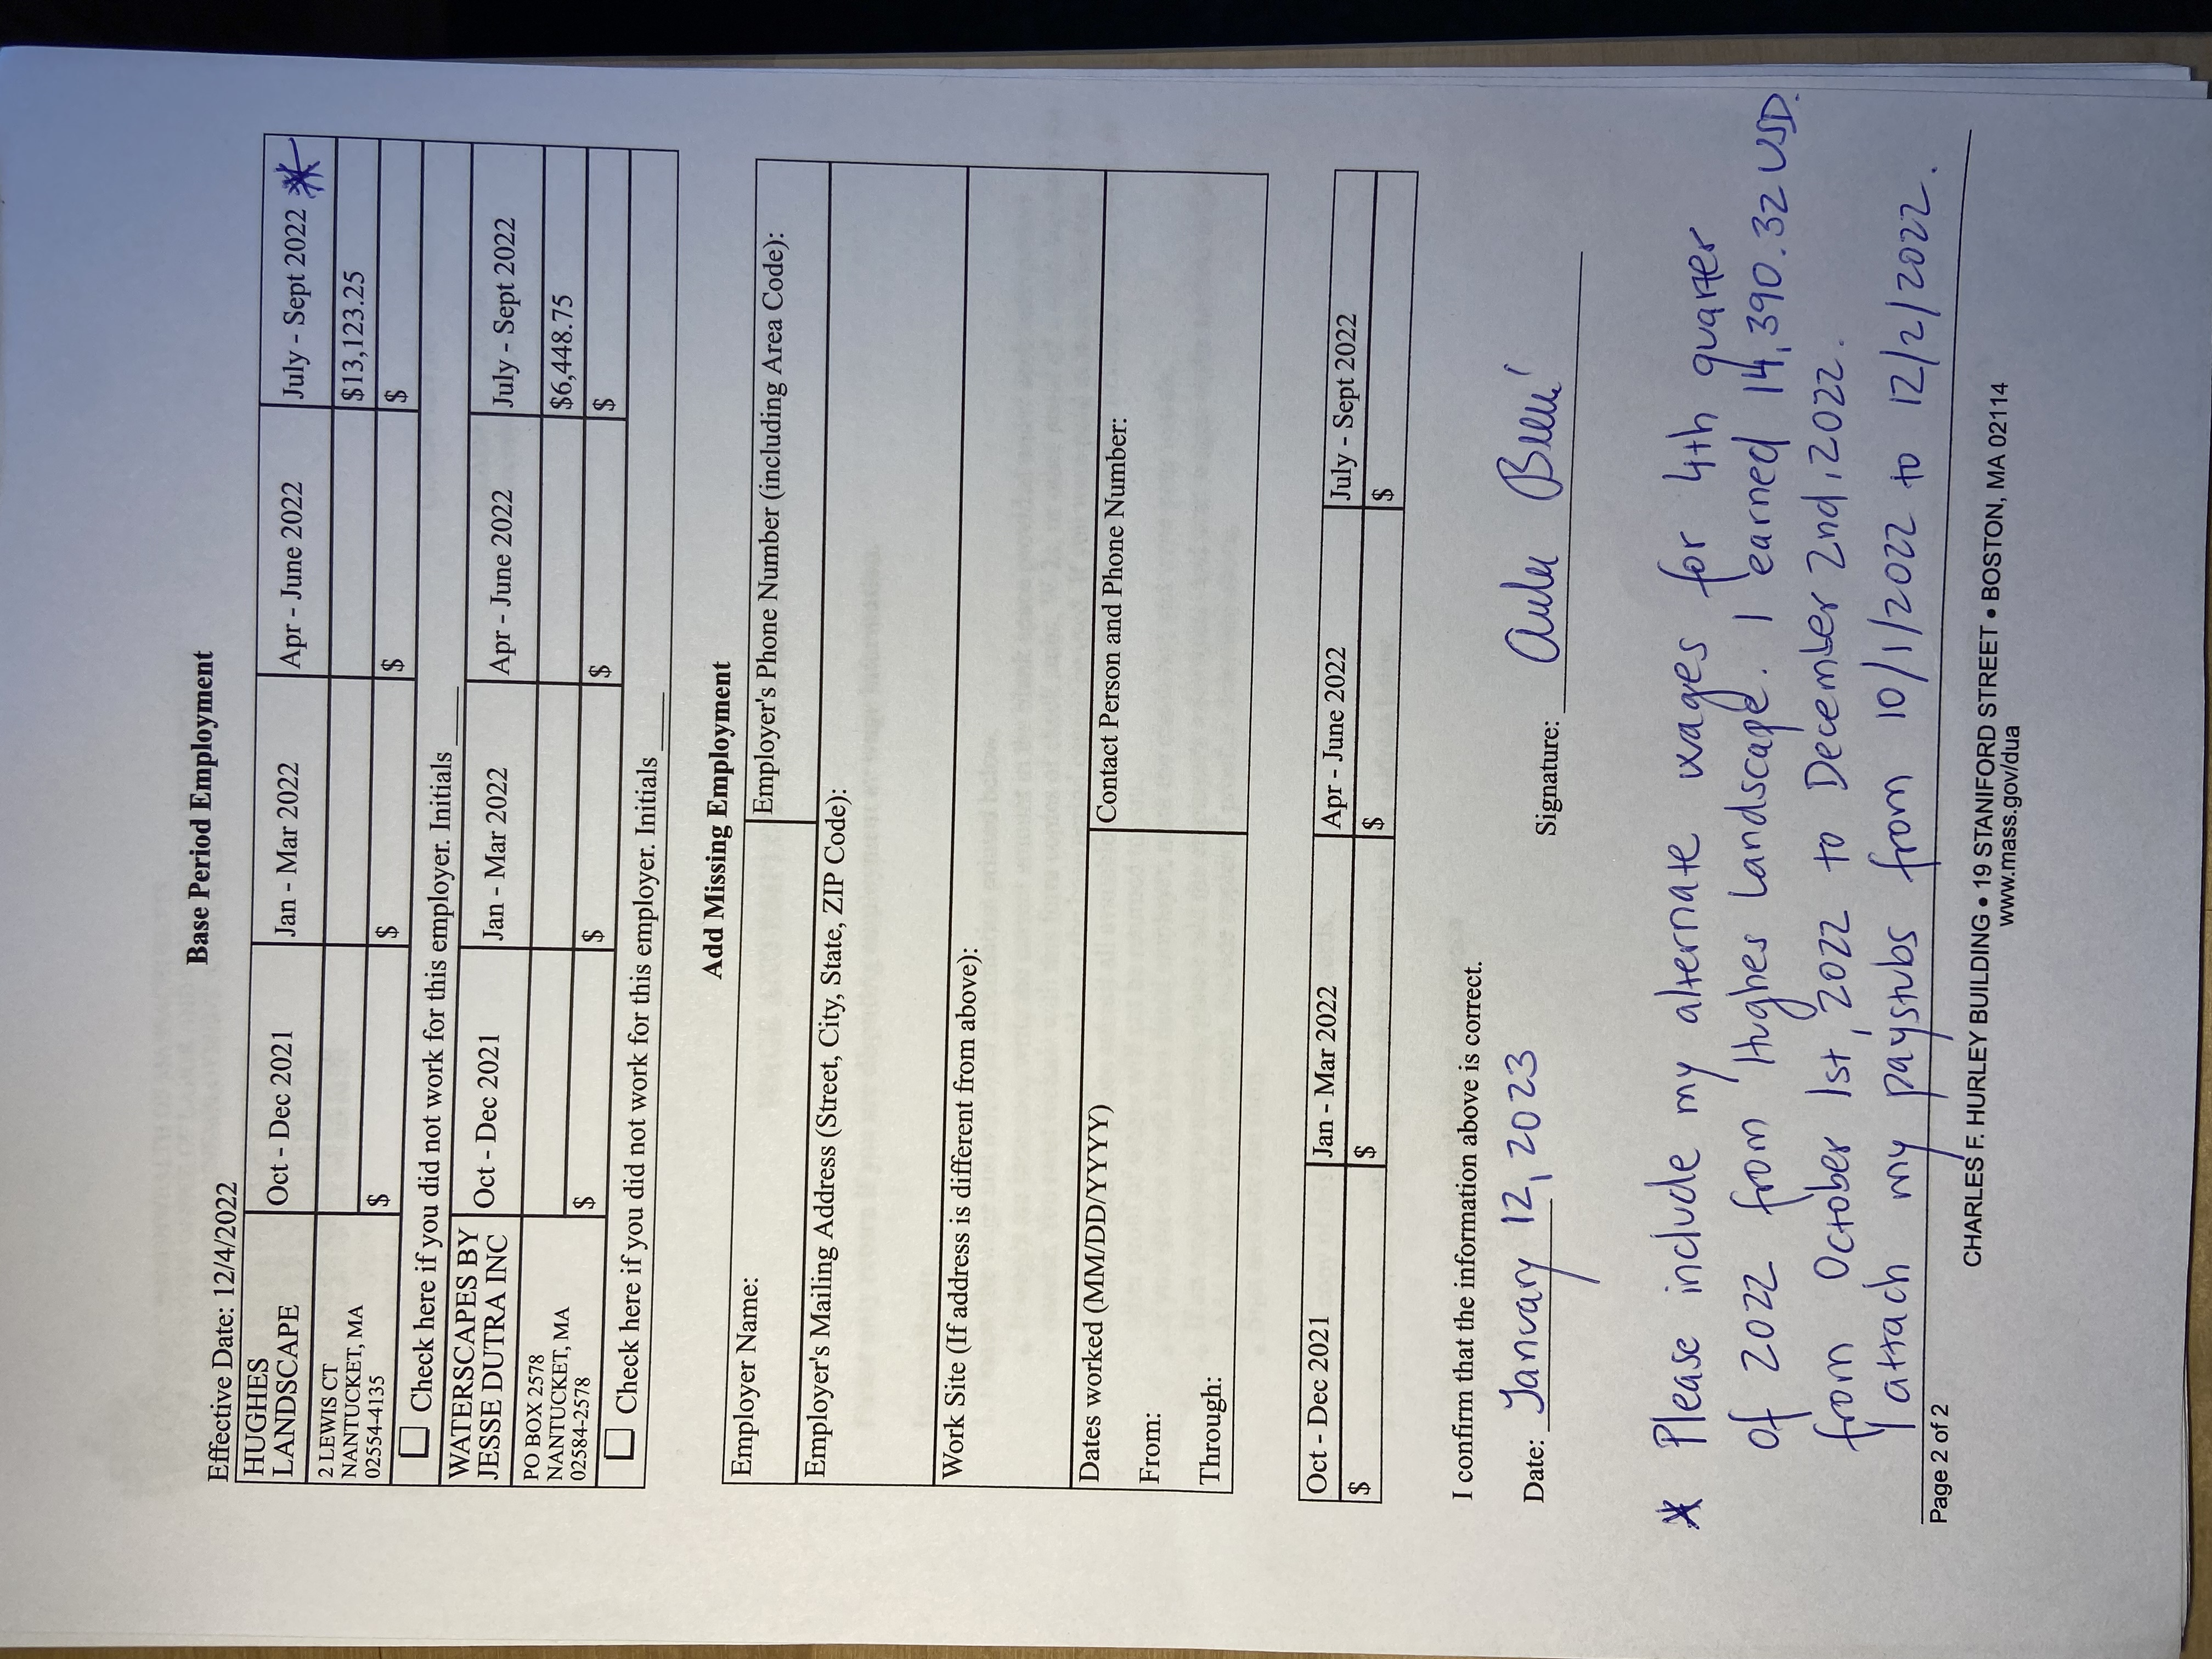 Base Period Employment
Effective Date: 12/4/2022
HUGHES
LANDSCAPE
Oct - Dec 2021
Jan - Mar 2022
Apr - June 2022
July - Sept 2022 *
2 LEWIS CT
NANTUCKET, MA
02554-4135
$13,123.25
$
$
$
$
Check here if you did not work for this employer. Initials ____
WATERSCAPES BY
JESSE DUTRA INC
Oct - Dec 2021
Jan - Mar 2022
Apr - June 2022
July - Sept 2022
PO BOX 2578
NANTUCKET, MA
02584-2578
$6,448.75
$
$
$
$
Check here if you did not work for this employer. Initials ____
Add Missing Employment
Employer Name:
Employer's Phone Number (including Area Code):
Employer's Mailing Address (Street, City, State, ZIP Code):
Work Site (If address is different from above):
Dates worked (MM/DD/YYYY)
From:
Through:
Contact Person and Phone Number:
Oct - Dec 2021
Jan - Mar 2022
Apr - June 2022
July - Sept 2022
$
$
$
$
I confirm that the information above is correct.
Date: January 12, 2023
Signature:
* Please include my alternate wages for 4th quarter
of 2022 from Hughes Landscape. I earned 14,390.32 USD.
from October 1st, 2022 to December 2nd, 2022.
I attach my paystubs from 10/1/2022 to 12/2/2022.
Page 2 of 2
CHARLES F. HURLEY BUILDING • 19 STANIFORD STREET • BOSTON, MA 02114
www.mass.gov/dua